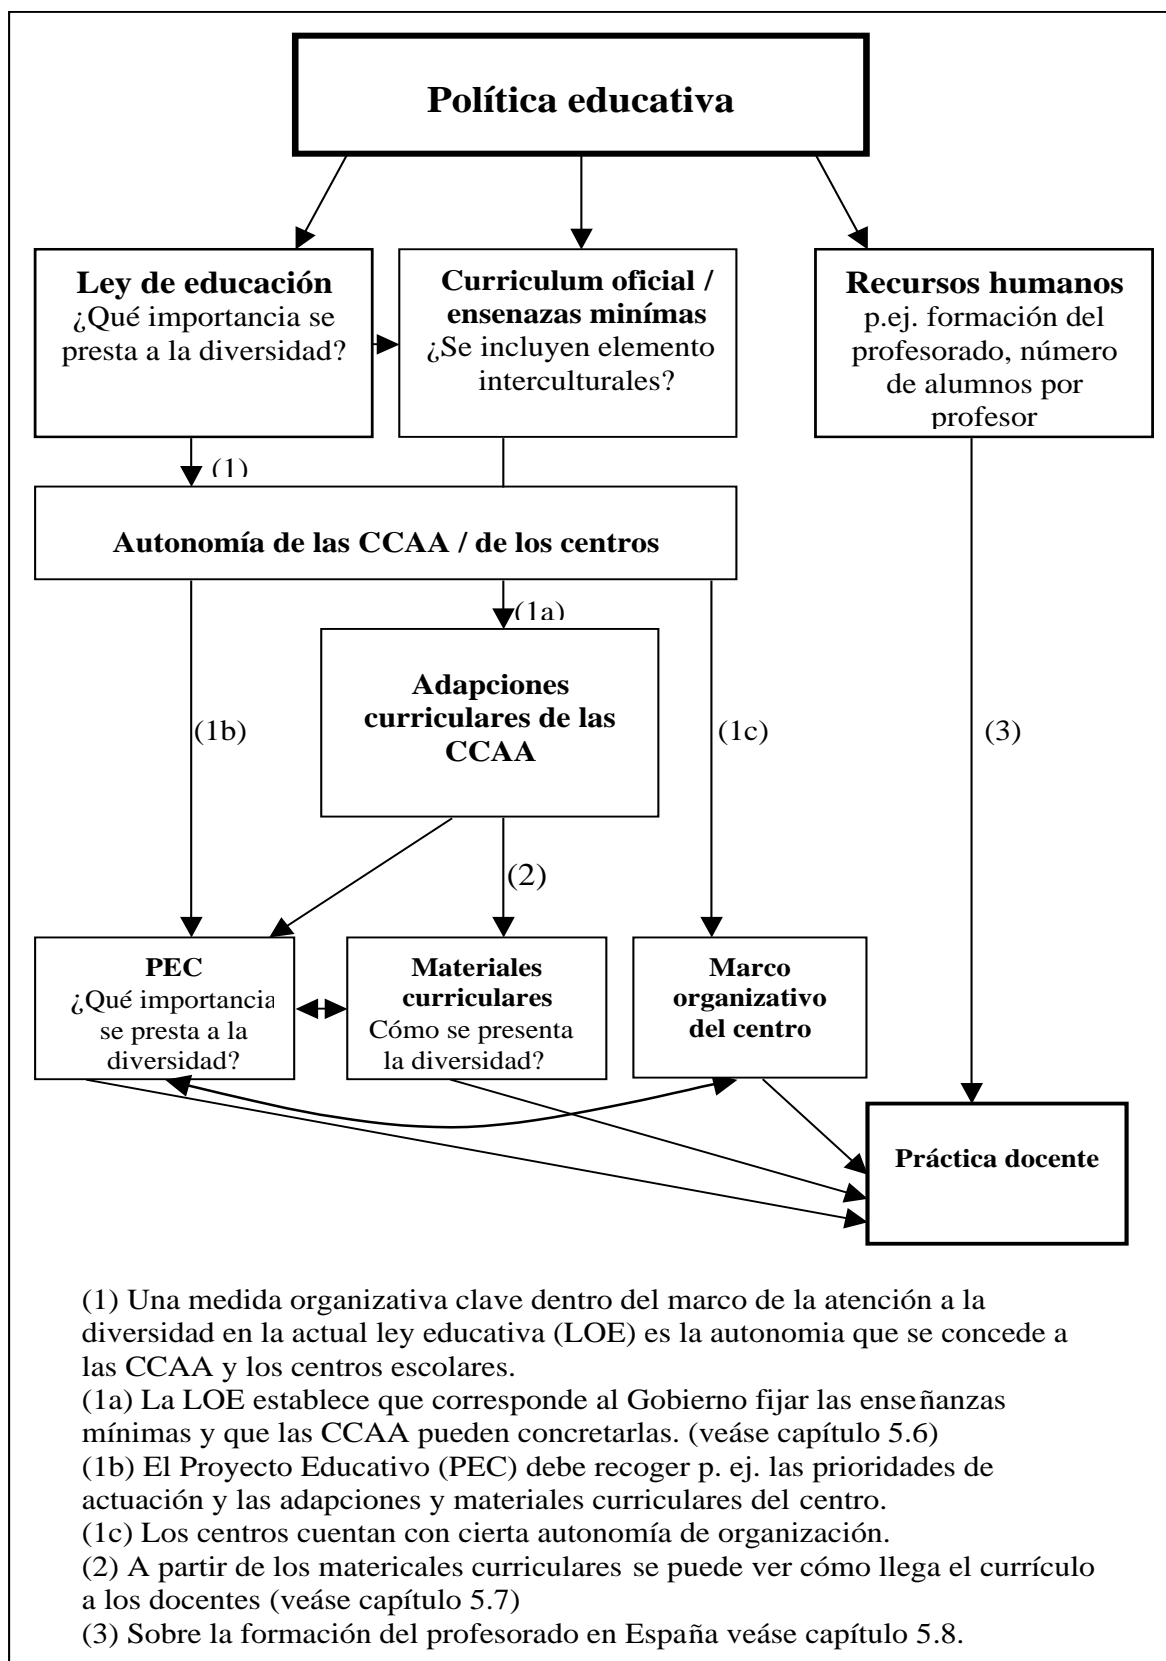 Política educativa
Ley de educación
¿Qué importancia se
presta a la diversidad?
Curriculum oficial /
ensenazas minímas
¿Se incluyen elemento
interculturales?
Recursos humanos
p.ej. formación del
profesorado, número
de alumnos por
profesor
(1)
Autonomía de las CCAA / de los centros
(1a)
Adapciones
curriculares de las
CCAA
(1b)
(1c)
(3)
(2)
PEC
¿Qué importancia
se presta a la
diversidad?
Materiales
curriculares
Cómo se presenta
la diversidad?
Marco
organizativo
del centro
Práctica docente
(1) Una medida organizativa clave dentro del marco de la atención a la
diversidad en la actual ley educativa (LOE) es la autonomia que se concede a
las CCAA y los centros escolares.
(1a) La LOE establece que corresponde al Gobierno fijar las enseñanzas
mínimas y que las CCAA pueden concretarlas. (veáse capítulo 5.6)
(1b) El Proyecto Educativo (PEC) debe recoger p. ej. las prioridades de
actuación y las adapciones y materiales curriculares del centro.
(1c) Los centros cuentan con cierta autonomía de organización.
(2) A partir de los matericales curriculares se puede ver cómo llega el currículo
a los docentes (veáse capítulo 5.7)
(3) Sobre la formación del profesorado en España veáse capítulo 5.8.